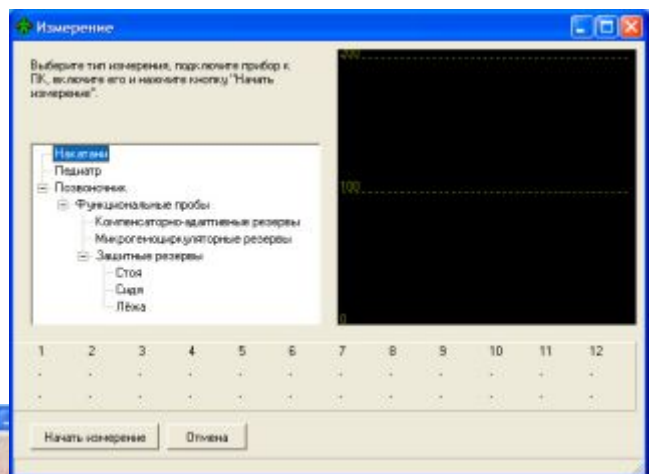 Измерение
Выберите тип измерения, подключите прибор к
ПК, включите его и нажмите кнопку "Начать
измерение".
Накатани
Педиатр
Позвоночник
Функциональные пробы
Компенсаторно-адаптивные резервы
Микрогемоциркуляторные резервы
Защитные резервы
Стоя
Сидя
Лёжа
200
100
0
1 2 3 4 5 6 7 8 9 10 11 12
- - - - - - - - - - - -
- - - - - - - - - - - -
Начать измерение
Отмена